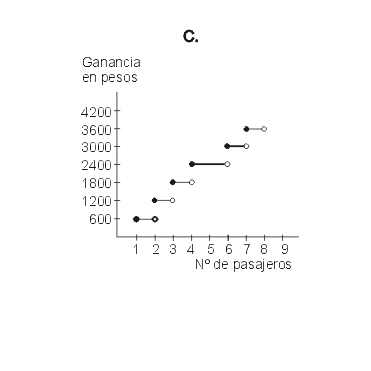 C.
Ganancia
en pesos
4200
3600
3000
2400
1800
1200
600
1 2 3 4 5 6 7 8 9
Nº de pasajeros